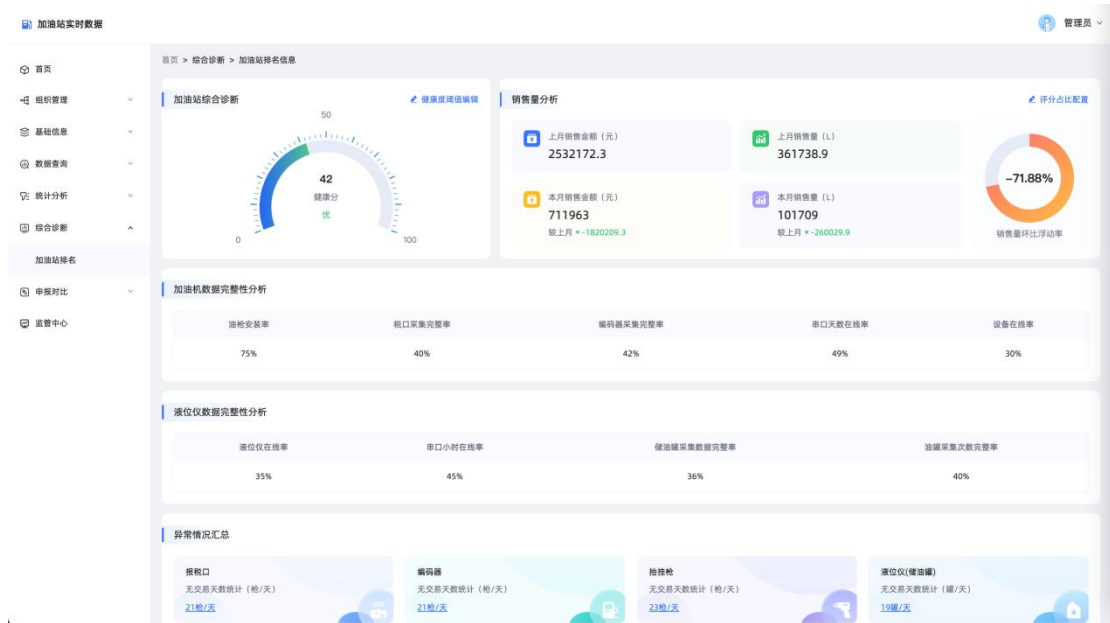 加油站实时数据
管理员
首页
组织管理
基础信息
数据查询
统计分析
综合诊断
加油站排名
申报对比
监管中心
首页 > 综合诊断 > 加油站排名信息
加油站综合诊断
健康度阈值编辑
50
42
健康分
优
0
100
销售量分析
评分占比配置
上月销售金额（元）
2532172.3
上月销售量（L）
361738.9
本月销售金额（元）
711963
较上月 ▼ -1820209.3
本月销售量（L）
101709
较上月 ▼ -260029.9
-71.88%
销售量环比浮动率
加油机数据完整性分析
油枪安装率 税口采集完整率 编码器采集完整率 串口天数在线率 设备在线率
75% 40% 42% 49% 30%
液位仪数据完整性分析
液位仪在线率 串口小时在线率 储油罐采集数据完整率 油罐采集次数完整率
35% 45% 36% 40%
异常情况汇总
报税口
无交易天数统计（枪/天）
21枪/天
编码器
无交易天数统计（枪/天）
21枪/天
抬挂枪
无交易天数统计（枪/天）
23枪/天
液位仪(储油罐)
无交易天数统计（罐/天）
19罐/天